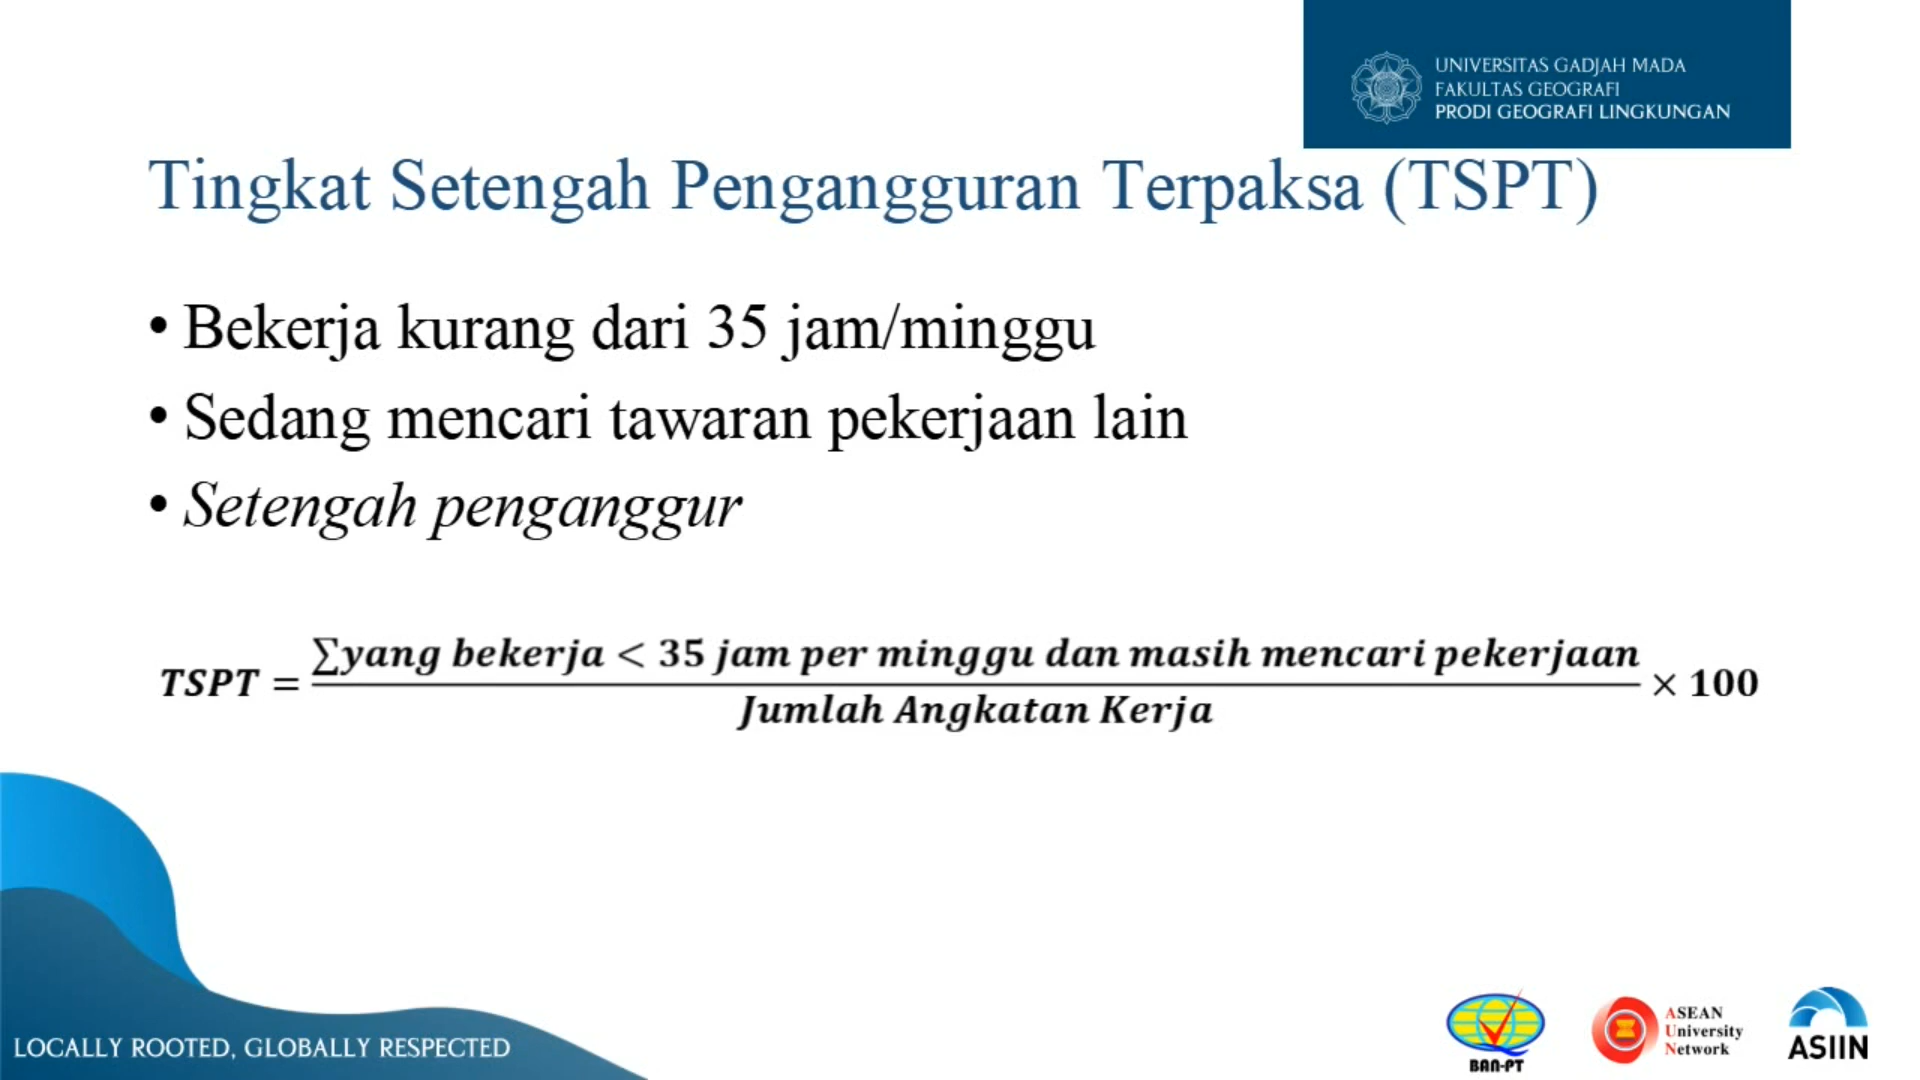 UNIVERSITAS GADJAH MADA
FAKULTAS GEOGRAFI
PRODI GEOGRAFI LINGKUNGAN
Tingkat Setengah Pengangguran Terpaksa (TSPT)
• Bekerja kurang dari 35 jam/minggu
• Sedang mencari tawaran pekerjaan lain
• Setengah penganggur
TSPT = ∑yang bekerja < 35 jam per minggu dan masih mencari pekerjaan / Jumlah Angkatan Kerja × 100
LOCALLY ROOTED, GLOBALLY RESPECTED
BAN-PT
ASEAN
University
Network
ASIIN